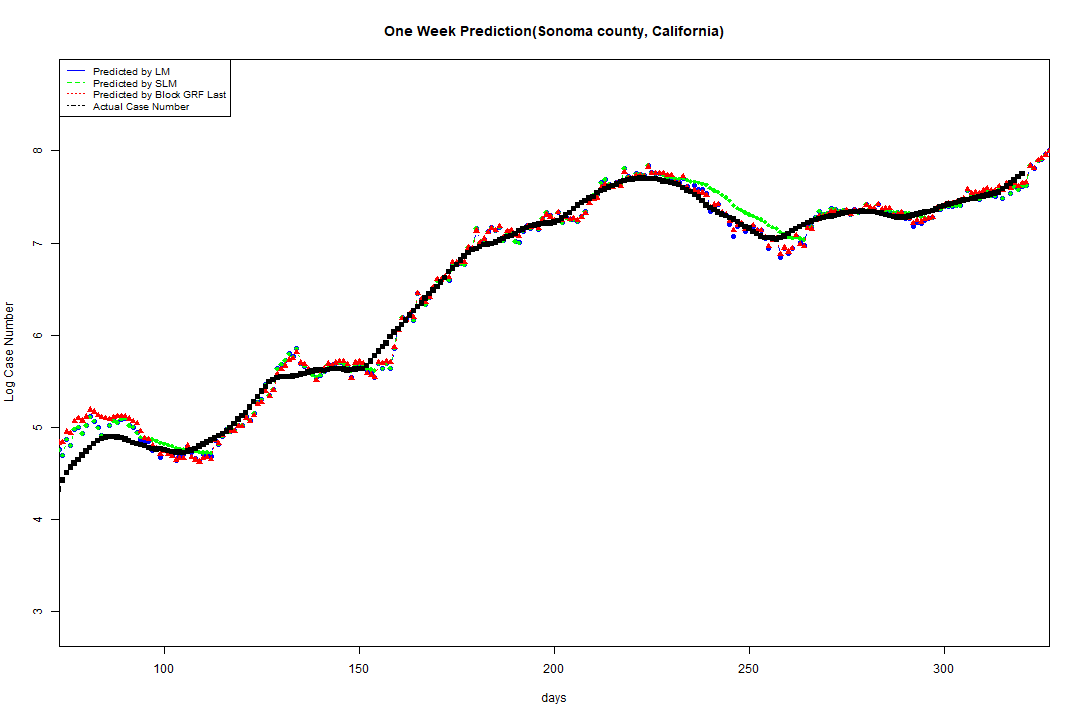 One Week Prediction(Sonoma county, California)
Predicted by LM
Predicted by SLM
Predicted by Block GRF Last
Actual Case Number
8
7
6
5
4
3
Log Case Number
100 150 200 250 300
days